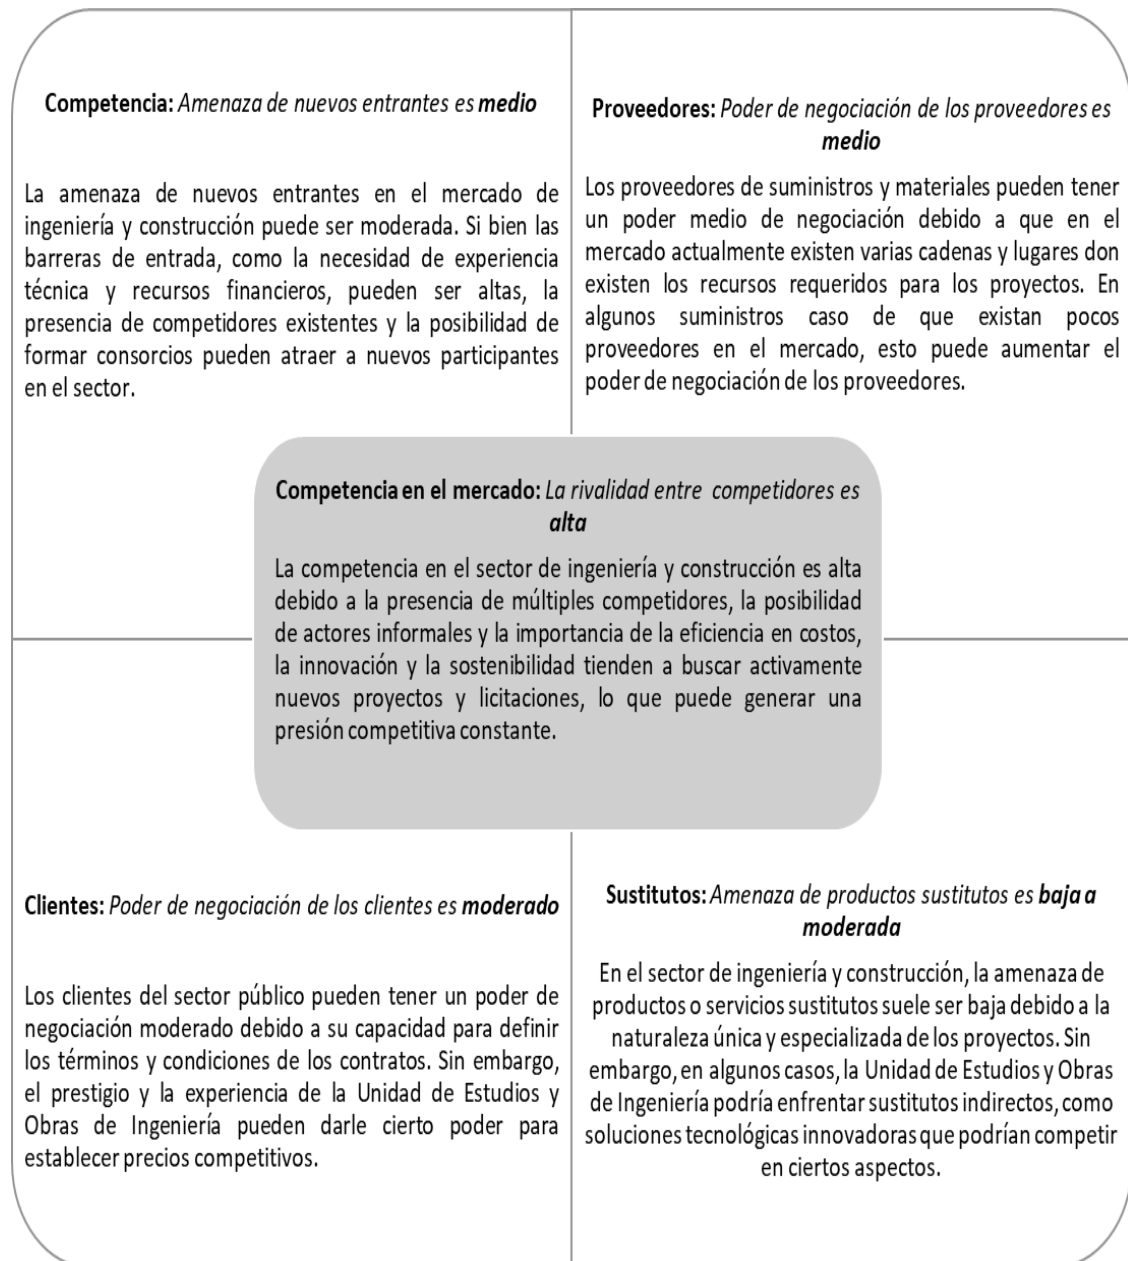 Competencia: Amenaza de nuevos entrantes es medio
La amenaza de nuevos entrantes en el mercado de
ingeniería y construcción puede ser moderada. Si bien las
barreras de entrada, como la necesidad de experiencia
técnica y recursos financieros, pueden ser altas, la
presencia de competidores existentes y la posibilidad de
formar consorcios pueden atraer a nuevos participantes
en el sector.
Proveedores: Poder de negociación de los proveedores es
medio
Los proveedores de suministros y materiales pueden tener
un poder medio de negociación debido a que en el
mercado actualmente existen varias cadenas y lugares don
existen los recursos requeridos para los proyectos. En
algunos suministros caso de que existan pocos
proveedores en el mercado, esto puede aumentar el
poder de negociación de los proveedores.
Competencia en el mercado: La rivalidad entre competidores es
alta
La competencia en el sector de ingeniería y construcción es alta
debido a la presencia de múltiples competidores, la posibilidad
de actores informales y la importancia de la eficiencia en costos,
la innovación y la sostenibilidad tienden a buscar activamente
nuevos proyectos y licitaciones, lo que puede generar una
presión competitiva constante.
Clientes: Poder de negociación de los clientes es moderado
Los clientes del sector público pueden tener un poder de
negociación moderado debido a su capacidad para definir
los términos y condiciones de los contratos. Sin embargo,
el prestigio y la experiencia de la Unidad de Estudios y
Obras de Ingeniería pueden darle cierto poder para
establecer precios competitivos.
Sustitutos: Amenaza de productos sustitutos es baja a
moderada
En el sector de ingeniería y construcción, la amenaza de
productos o servicios sustitutos suele ser baja debido a la
naturaleza única y especializada de los proyectos. Sin
embargo, en algunos casos, la Unidad de Estudios y Obras
de Ingeniería podría enfrentar sustitutos indirectos, como
soluciones tecnológicas innovadoras que podrían competir
en ciertos aspectos.